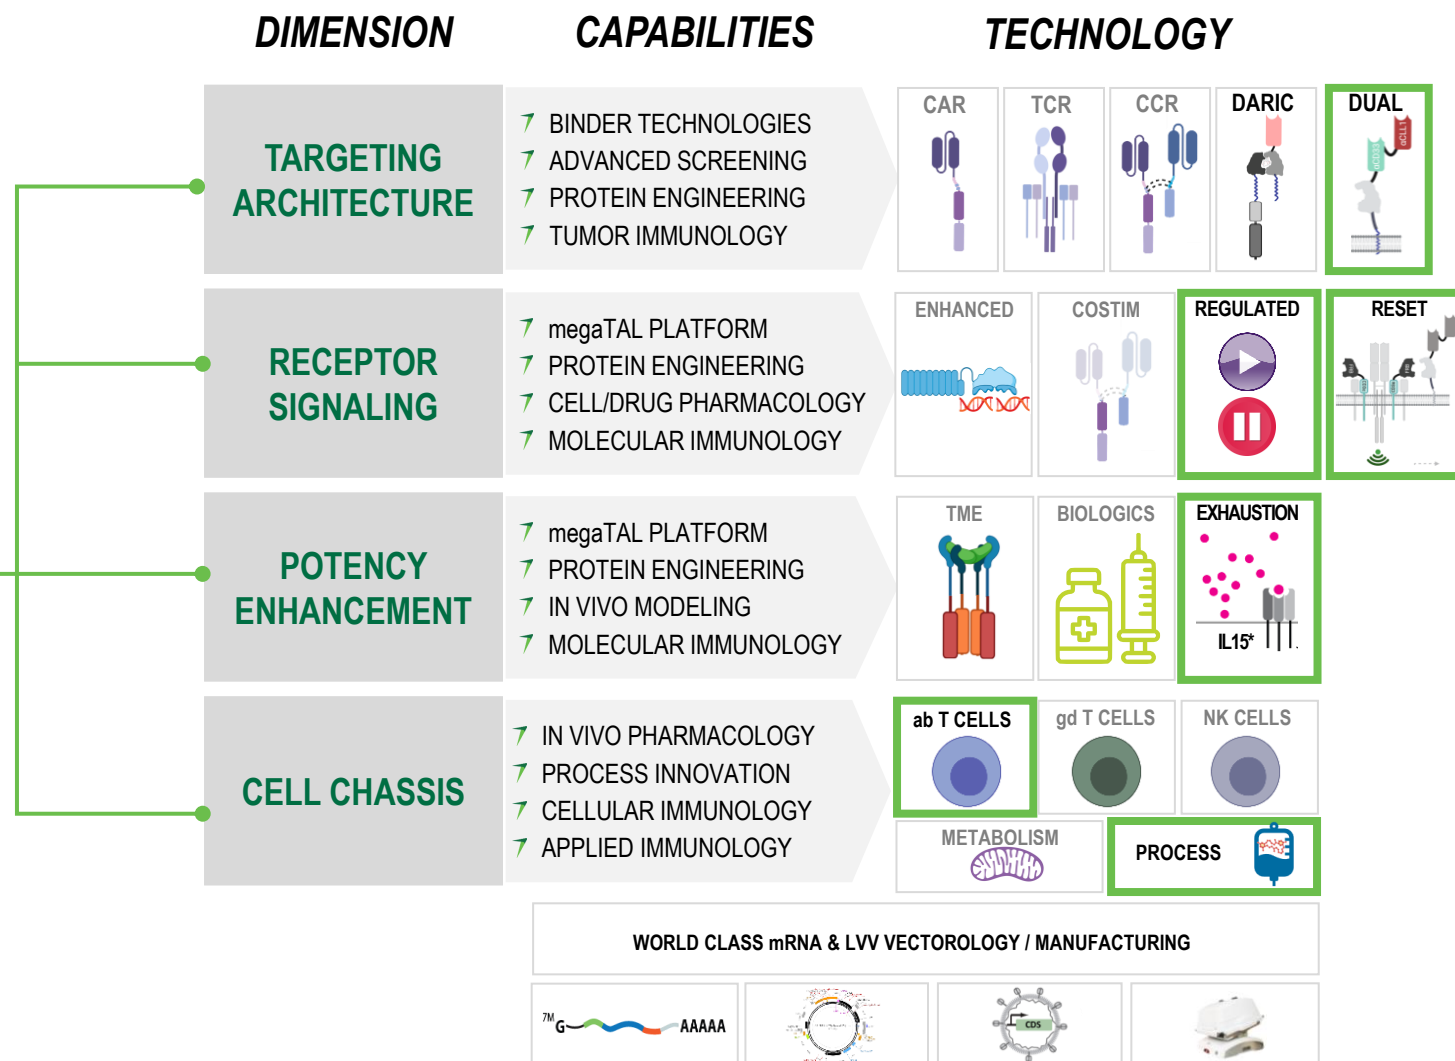 DIMENSION
CAPABILITIES
TECHNOLOGY
TARGETING
ARCHITECTURE
BINDER TECHNOLOGIES
ADVANCED SCREENING
PROTEIN ENGINEERING
TUMOR IMMUNOLOGY
CAR
TCR
CCR
DARIC
DUAL
αCD33
αCLL1
RECEPTOR
SIGNALING
megaTAL PLATFORM
PROTEIN ENGINEERING
CELL/DRUG PHARMACOLOGY
MOLECULAR IMMUNOLOGY
ENHANCED
COSTIM
REGULATED
RESET
POTENCY
ENHANCEMENT
megaTAL PLATFORM
PROTEIN ENGINEERING
IN VIVO MODELING
MOLECULAR IMMUNOLOGY
TME
BIOLOGICS
EXHAUSTION
IL15*
CELL CHASSIS
IN VIVO PHARMACOLOGY
PROCESS INNOVATION
CELLULAR IMMUNOLOGY
APPLIED IMMUNOLOGY
ab T CELLS
gd T CELLS
NK CELLS
METABOLISM
PROCESS
WORLD CLASS mRNA & LVV VECTOROLOGY / MANUFACTURING
7M G
AAAAA
CDS